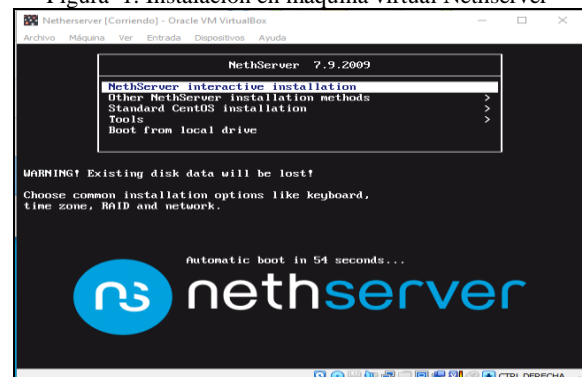 Figura 1. Instalación en máquina virtual Nethserver
Netherserver [Corriendo] - Oracle VM VirtualBox
Archivo Máquina Ver Entrada Dispositivos Ayuda
NethServer 7.9.2009
NethServer interactive installation
Other NethServer installation methods >
Standard CentOS installation >
Tools >
Boot from local drive
WARNING! Existing disk data will be lost!
Choose common installation options like keyboard,
time zone, RAID and network.
Automatic boot in 54 seconds...
ns nethserver
CTRL DERECHA